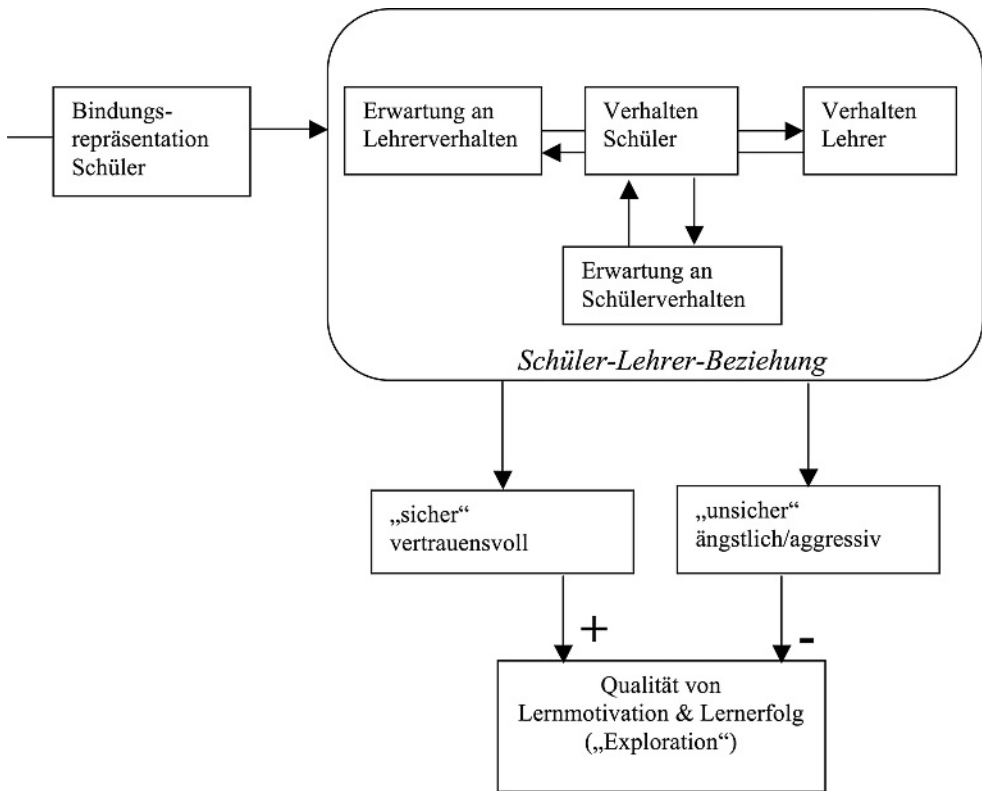 Bindungs-
repräsentation
Schüler
Erwartung an
Lehrerverhalten
Verhalten
Schüler
Verhalten
Lehrer
Erwartung an
Schülerverhalten
Schüler-Lehrer-Beziehung
„sicher“
vertrauensvoll
„unsicher“
ängstlich/aggressiv
+
-
Qualität von
Lernmotivation & Lernerfolg
(„Exploration“)